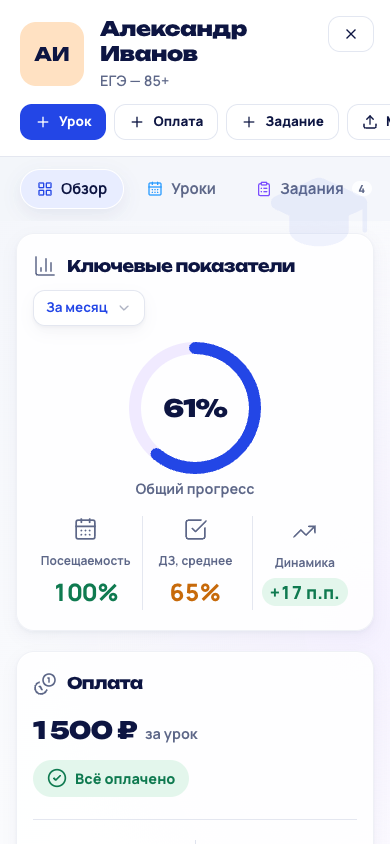 АИ
Александр
Иванов
ЕГЭ — 85+
Урок
Оплата
Задание
Обзор
Уроки
Задания 4
Ключевые показатели
За месяц
61%
Общий прогресс
Посещаемость
100%
ДЗ, среднее
65%
Динамика
+17 п.п.
Оплата
1 500 ₽ за урок
Всё оплачено